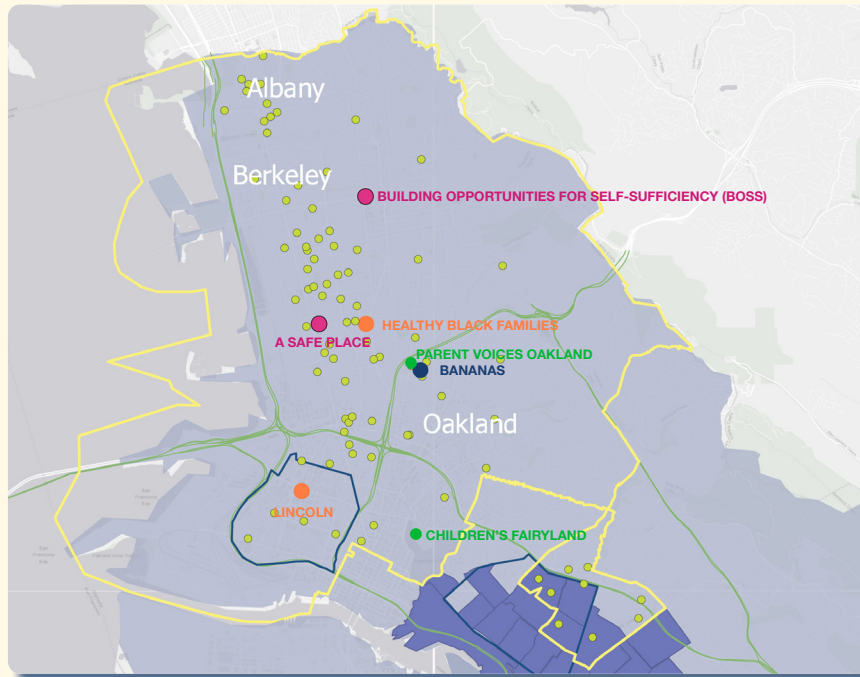 Albany
Berkeley
BUILDING OPPORTUNITIES FOR SELF-SUFFICIENCY (BOSS)
HEALTHY BLACK FAMILIES
A SAFE PLACE
PARENT VOICES OAKLAND
BANANAS
Oakland
LINCOLN
CHILDREN'S FAIRYLAND